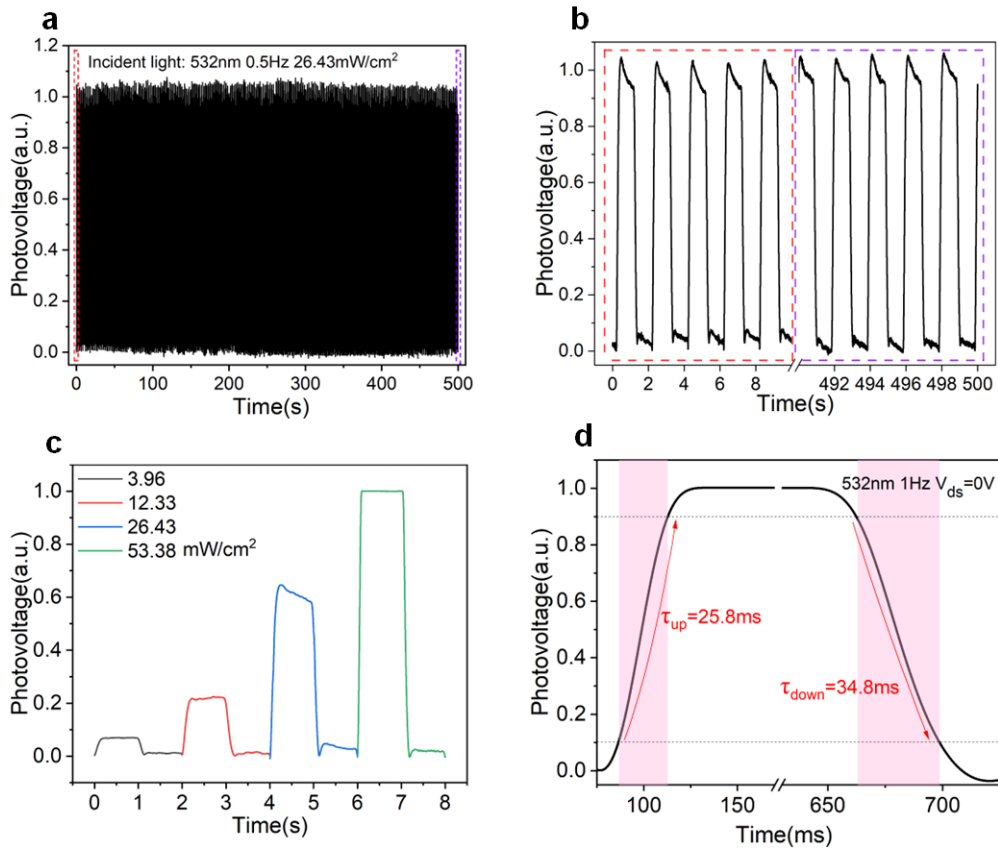 a
Incident light: 532nm 0.5Hz 26.43mW/cm²
Photovoltage(a.u.)
1.2
1.0
0.8
0.6
0.4
0.2
0.0
0 100 200 300 400 500
Time(s)
b
Photovoltage(a.u.)
1.0
0.8
0.6
0.4
0.2
0.0
0 2 4 6 8 492 494 496 498 500
Time(s)
c
3.96
12.33
26.43
53.38 mW/cm²
Photovoltage(a.u.)
1.0
0.8
0.6
0.4
0.2
0.0
0 1 2 3 4 5 6 7 8
Time(s)
d
532nm 1Hz V_ds=0V
Photovoltage(a.u.)
1.0
0.8
0.6
0.4
0.2
0.0
τ_up=25.8ms
τ_down=34.8ms
100 150 650 700
Time(ms)